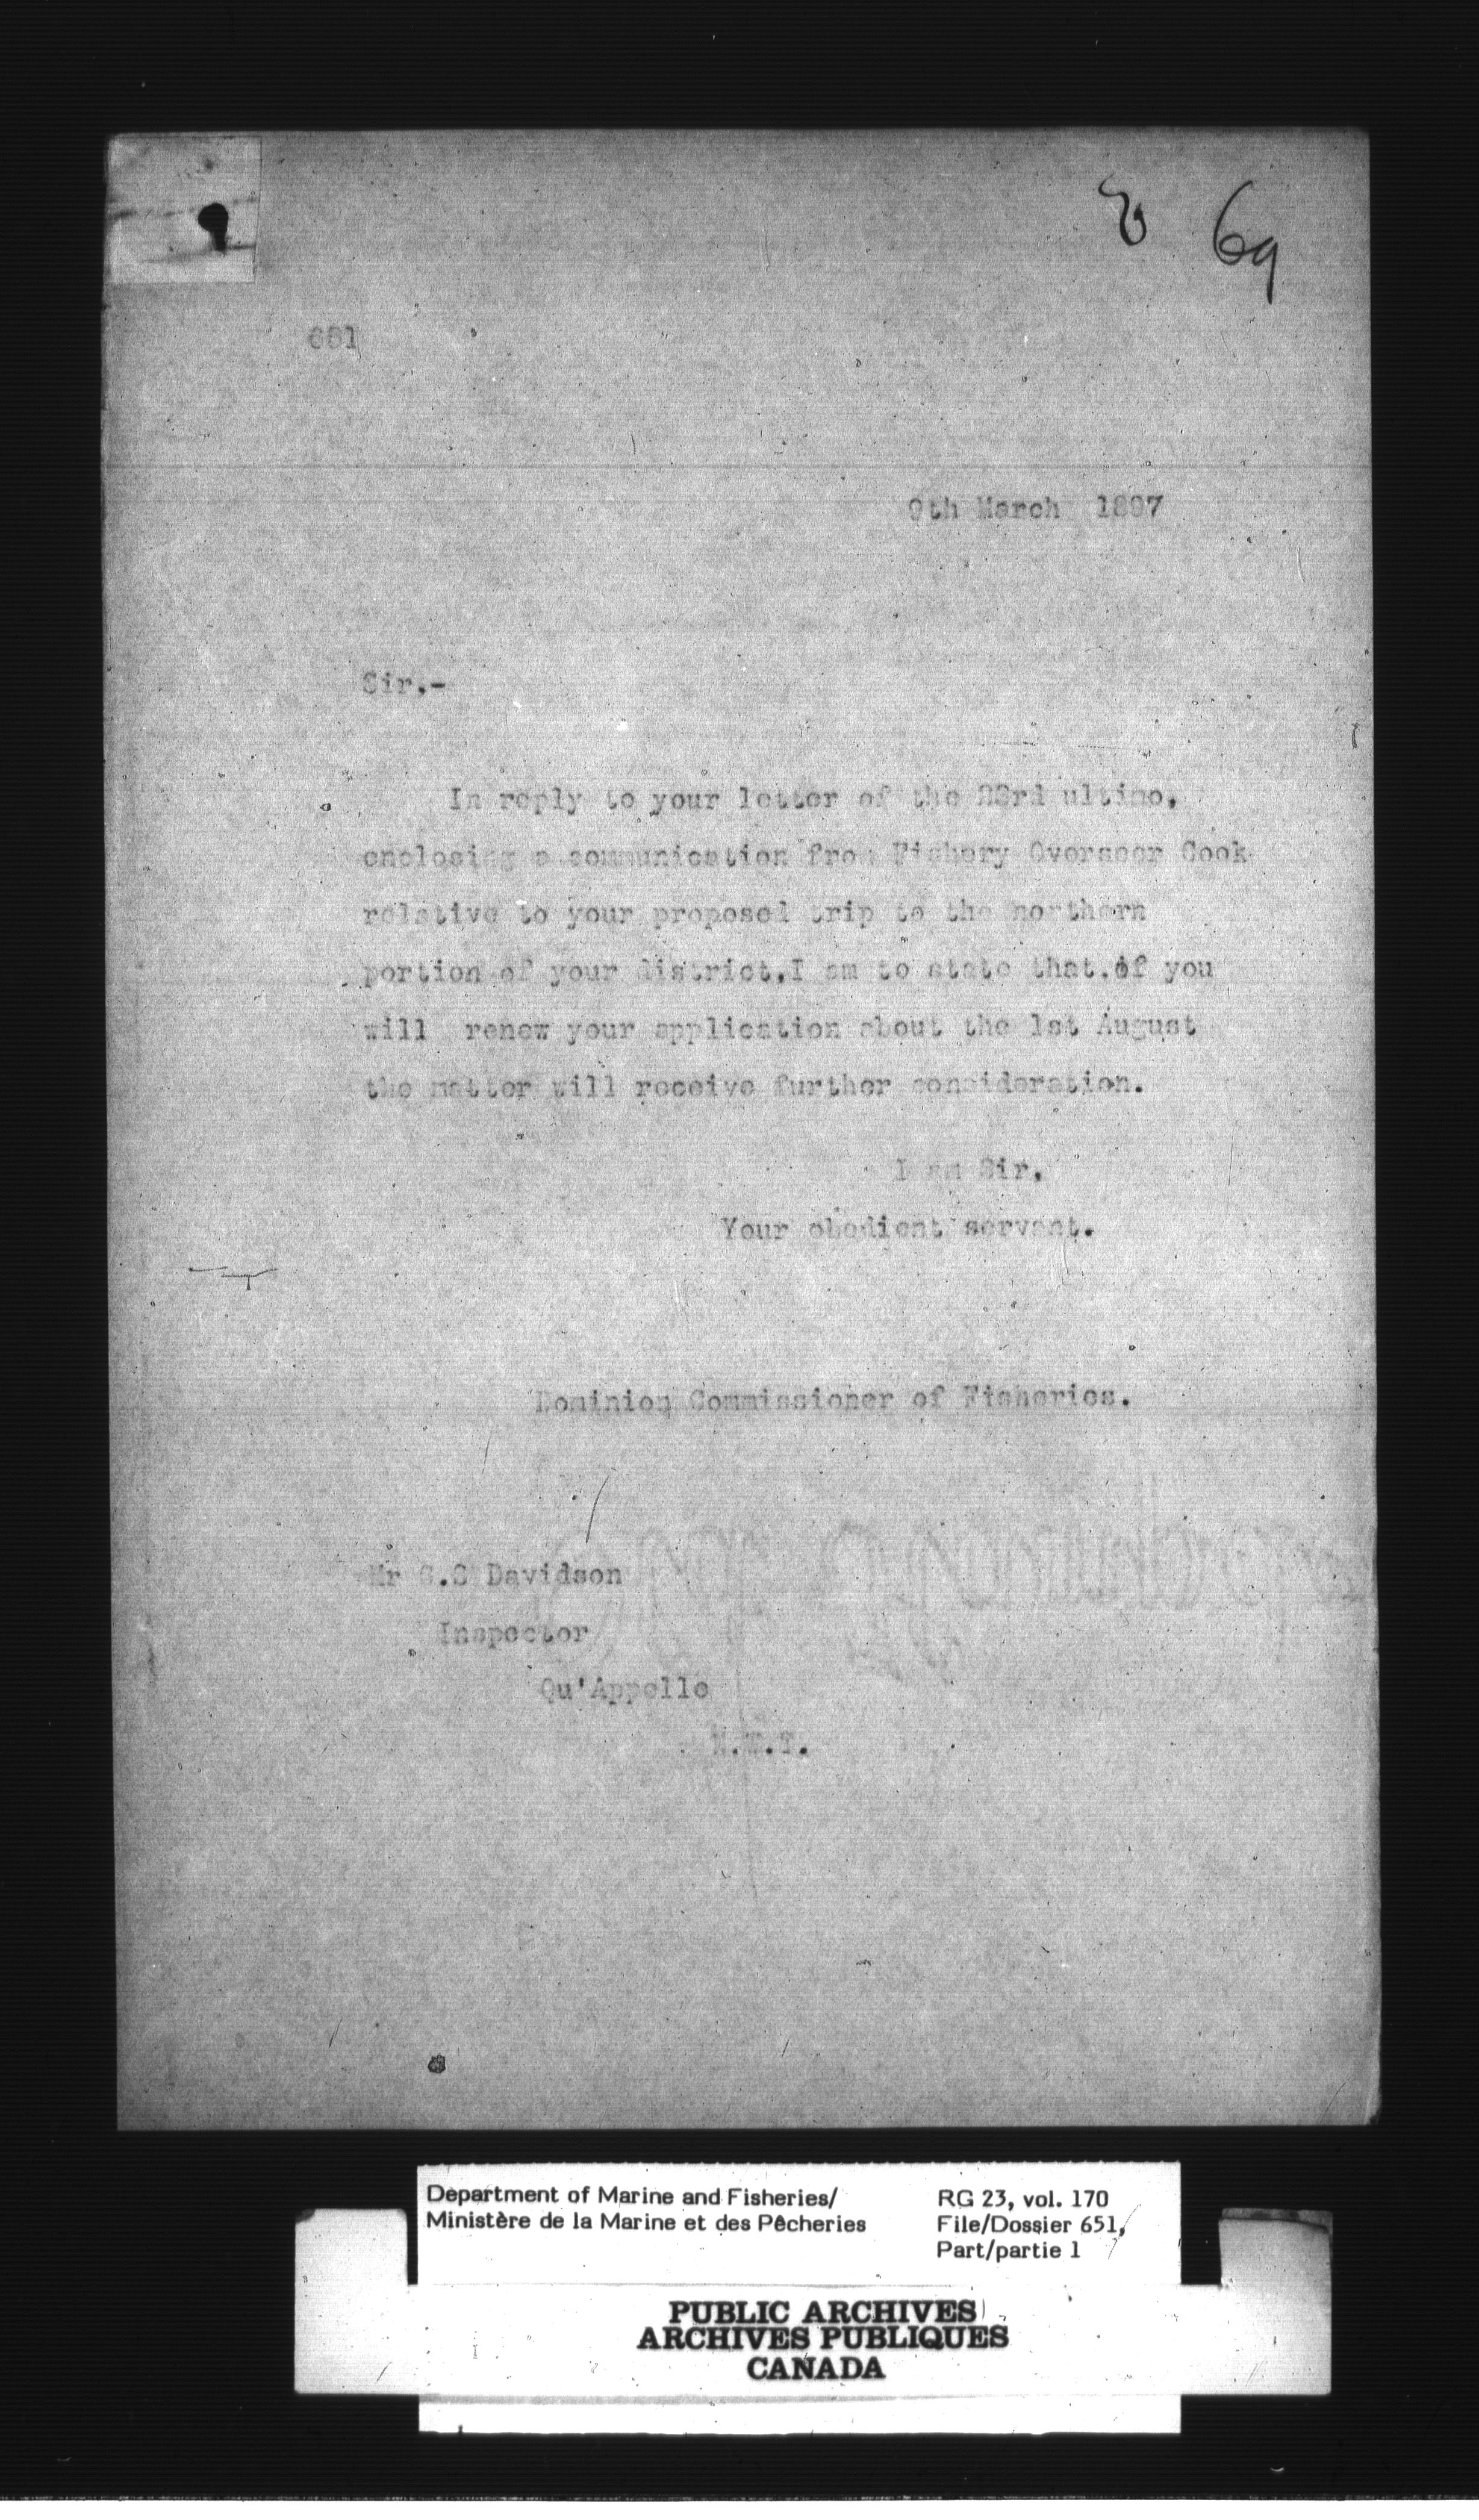 69
651
9th March 1897
Sir,-
In reply to your letter of the 23rd ultimo,
enclosing a communication from Fishery Overseer Cook
relative to your proposed trip to the northern
portion of your district, I am to state that if you
will renew your application about the 1st August
the matter will receive further consideration.
I am Sir,
Your obedient servant.
Dominion Commissioner of Fisheries.
Mr .C Davidson
Inspector
Qu'Appelle
N.W.T.
Department of Marine and Fisheries/
Ministère de la Marine et des Pêcheries
RG 23, vol. 170
File/Dossier 651,
Part/partie 1
PUBLIC ARCHIVES
ARCHIVES PUBLIQUES
CANADA